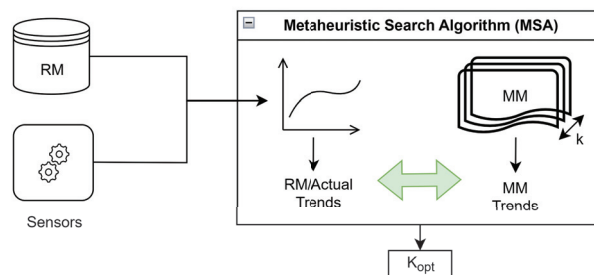 Metaheuristic Search Algorithm (MSA)
RM
MM
k
RM/Actual
Trends
MM
Trends
Sensors
Kopt